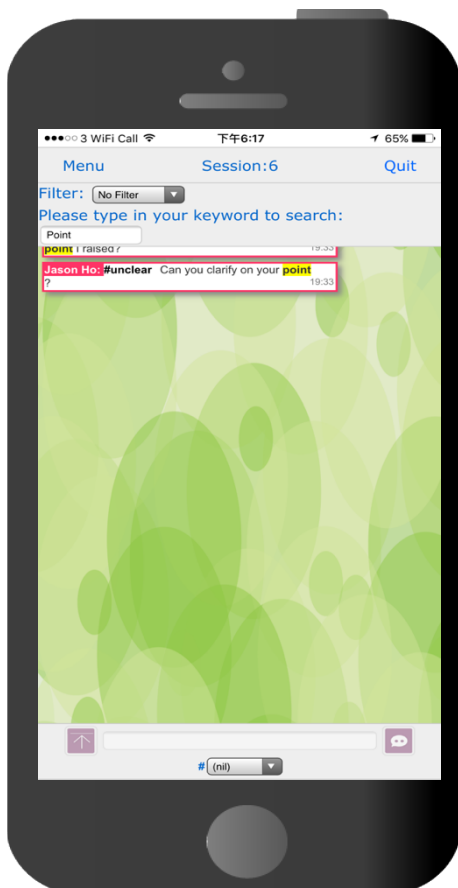 3 WiFi Call 下午6:17 65%
Menu Session:6 Quit
Filter: No Filter
Please type in your keyword to search:
Point
point I raised? 19:33
Jason Ho: #unclear Can you clarify on your point
? 19:33
# (nil)